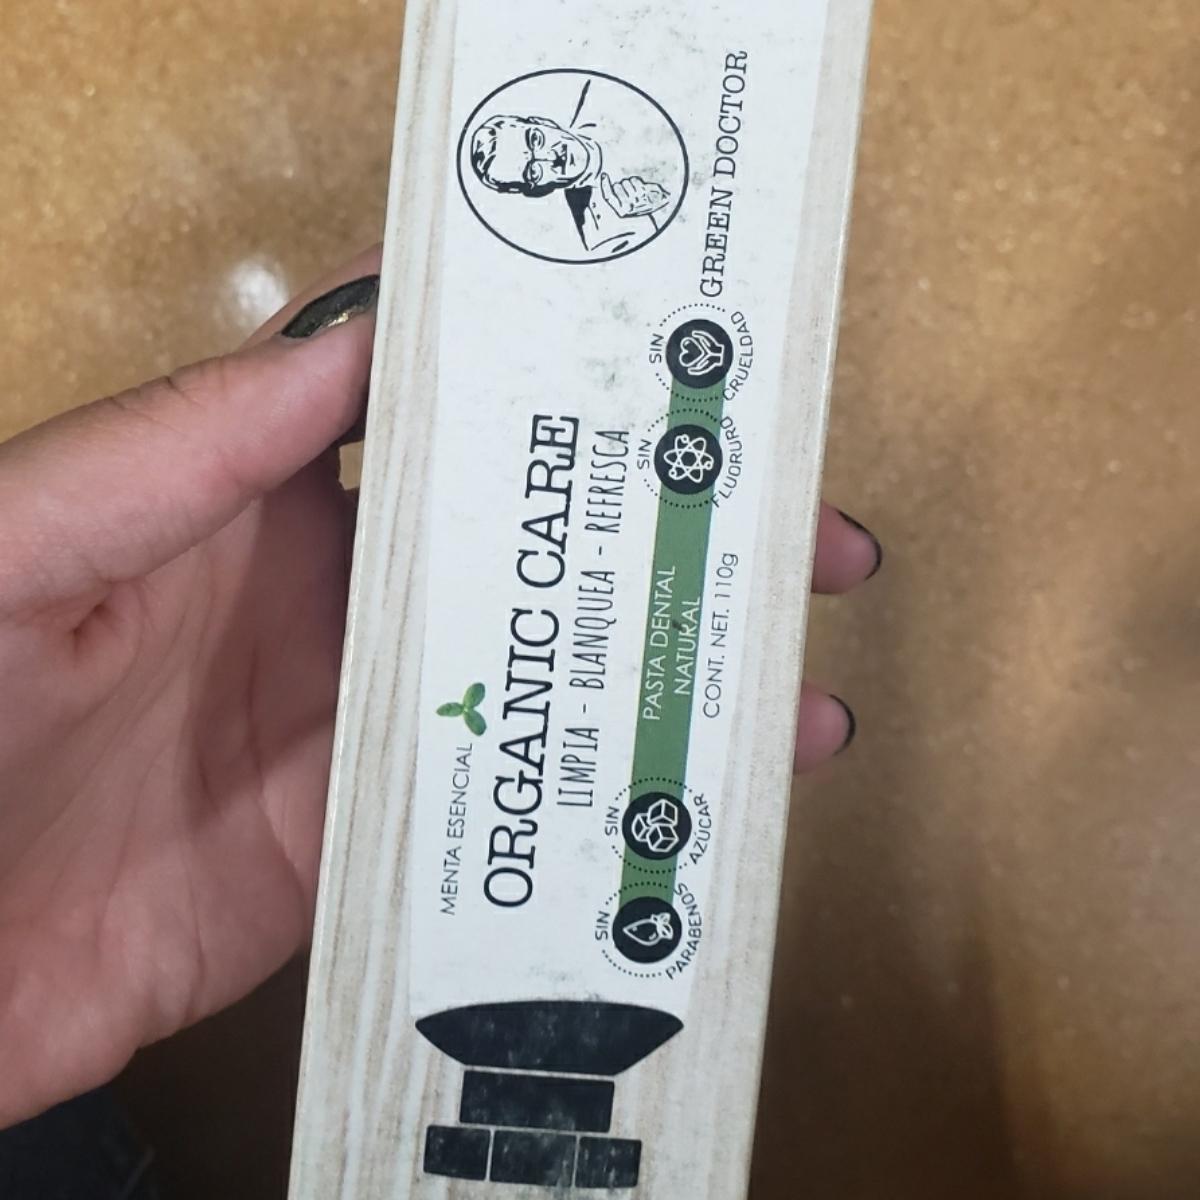 MENTA ESENCIAL
ORGANIC CARE
LIMPIA - BLANQUEA - REFRESCA
SIN PARABENOS
SIN AZÚCAR
PASTA DENTAL
NATURAL
SIN FLUORURO
SIN CRUELDAD
CONT. NET. 110g
GREEN DOCTOR